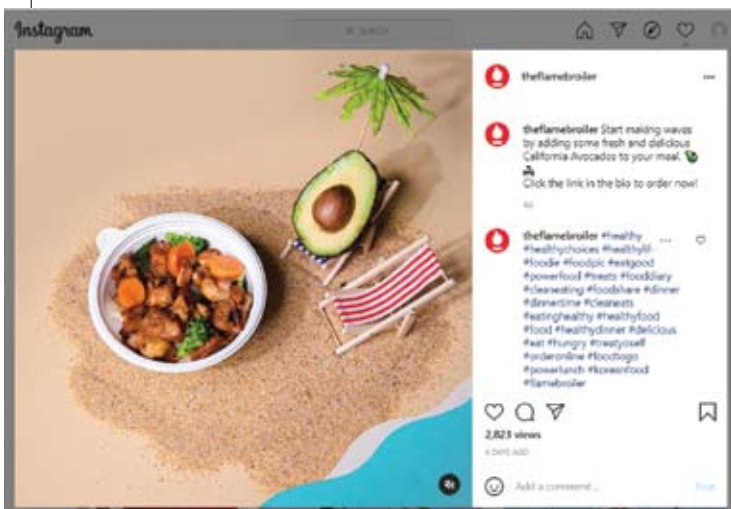 Instagram
theflamebroiler
theflamebroiler Start making waves
by adding some fresh and delicious
California Avocados to your meal.
Click the link in the bio to order now!
theflamebroiler #healthy
#healthychoices #healthylif
#foodie #foodpic #eatgood
#powerfood #treats #fooddiary
#cleaneating #foodshare #dinner
#dinnertime #cleaneats
#eatinghealthy #healthyfood
#food #healthydinner #delicious
#eat #hungry #treatyoself
#orderonline #foodtogo
#powerlunch #koreanfood
#flamebroiler
2,823 views
Add a comment...
Post